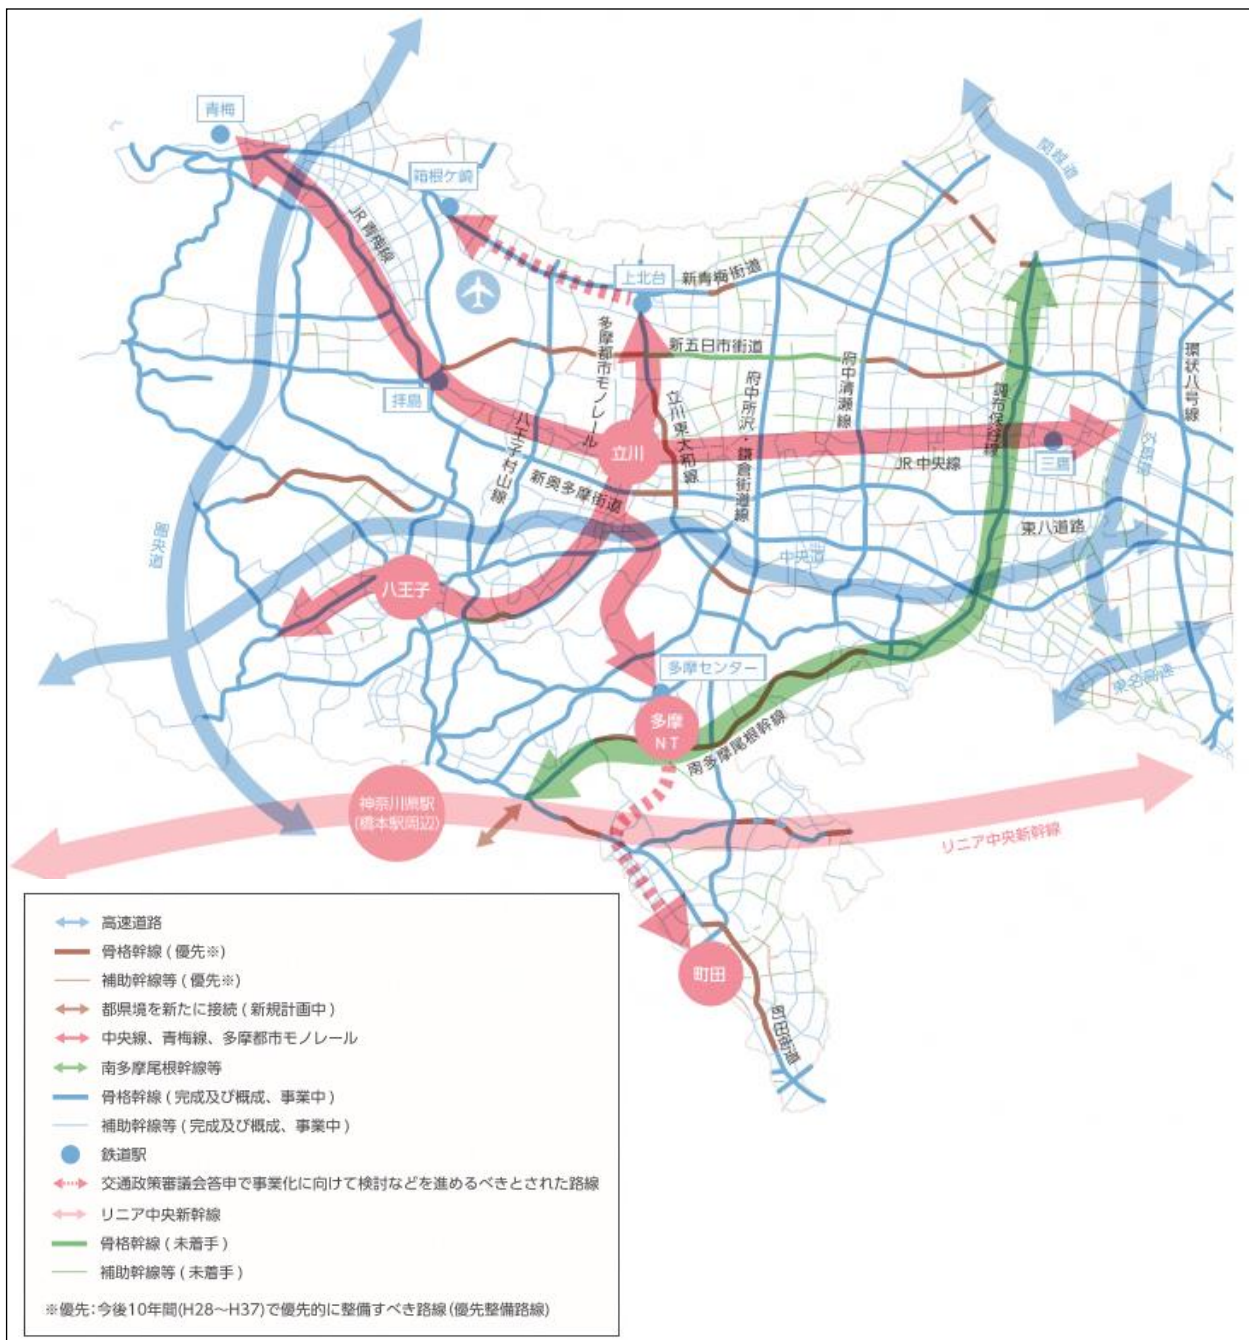 青梅
箱根ケ崎
関越道
JR 青梅線
上北台
新青梅街道
多摩都市モノレール
新五日市街道
府中所沢・鎌倉街道線
府中清瀬線
調布保谷線
環状八号線
拝島
八王子村山線
立川
立川東大和線
JR 中央線
三鷹
外環道
新奥多摩街道
東八道路
圏央道
中央道
八王子
多摩センター
東名高速
多摩
NT
南多摩尾根幹線
神奈川県駅
(橋本駅周辺)
リニア中央新幹線
町田
町田街道
高速道路
骨格幹線 ( 優先※)
補助幹線等 ( 優先※)
都県境を新たに接続 ( 新規計画中 )
中央線、青梅線、多摩都市モノレール
南多摩尾根幹線等
骨格幹線 ( 完成及び概成、事業中 )
補助幹線等 ( 完成及び概成、事業中 )
鉄道駅
交通政策審議会答申で事業化に向けて検討などを進めるべきとされた路線
リニア中央新幹線
骨格幹線 ( 未着手 )
補助幹線等 ( 未着手 )
※優先：今後10年間(H28～H37)で優先的に整備すべき路線(優先整備路線)